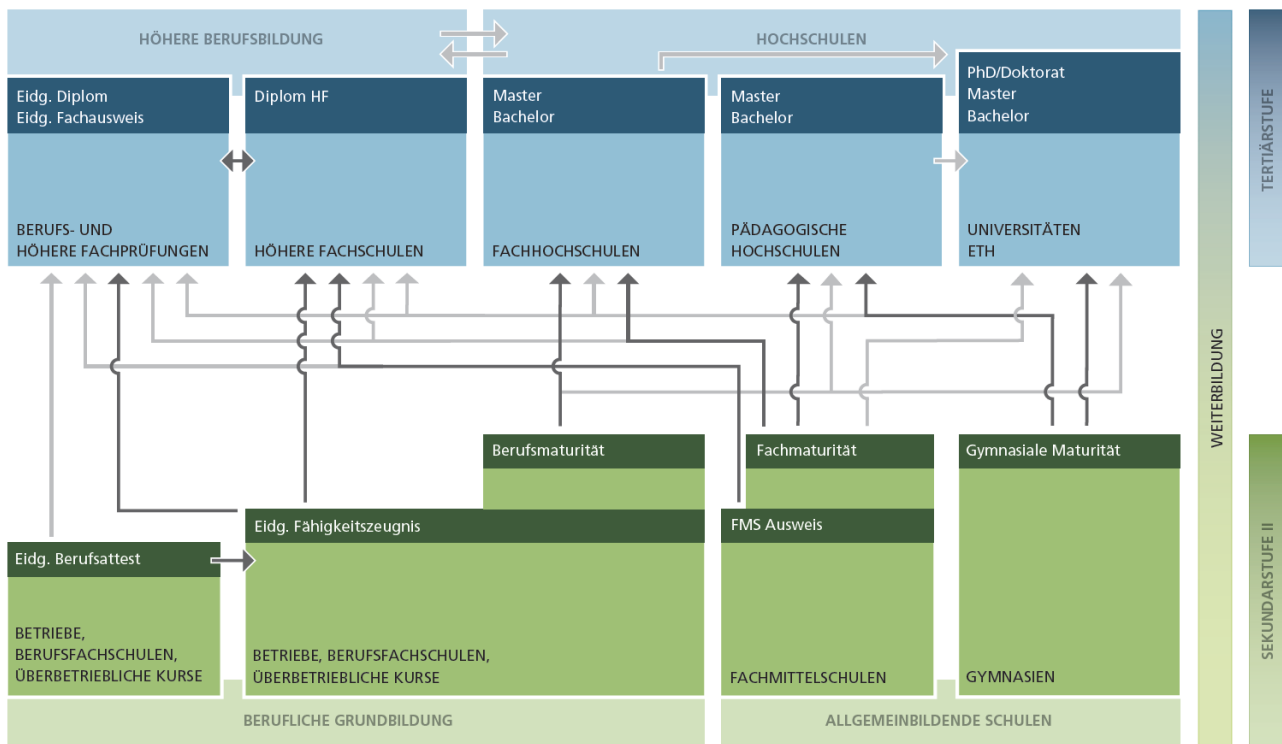 HÖHERE BERUFSBILDUNG
HOCHSCHULEN
Eidg. Diplom
Eidg. Fachausweis
Diplom HF
Master
Bachelor
Master
Bachelor
PhD/Doktorat
Master
Bachelor
BERUFS- UND
HÖHERE FACHPRÜFUNGEN
HÖHERE FACHSCHULEN
FACHHOCHSCHULEN
PÄDAGOGISCHE
HOCHSCHULEN
UNIVERSITÄTEN
ETH
TERTIÄRSTUFE
WEITERBILDUNG
Berufsmaturität
Fachmaturität
Gymnasiale Maturität
Eidg. Fähigkeitszeugnis
FMS Ausweis
Eidg. Berufsattest
BETRIEBE,
BERUFSFACHSCHULEN,
ÜBERBETRIEBLICHE KURSE
BETRIEBE, BERUFSFACHSCHULEN,
ÜBERBETRIEBLICHE KURSE
FACHMITTELSCHULEN
GYMNASIEN
SEKUNDARSTUFE II
BERUFLICHE GRUNDBILDUNG
ALLGEMEINBILDENDE SCHULEN